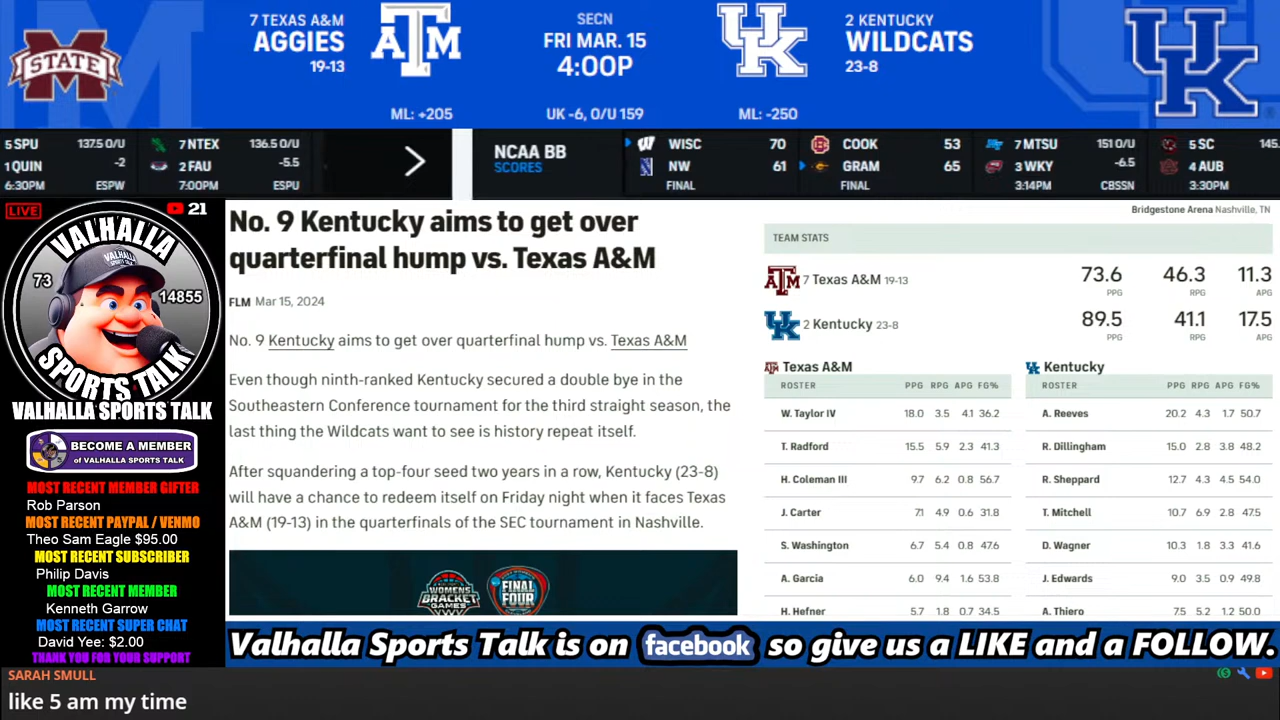 STATE
7 TEXAS A&M
AGGIES
19-13
ATM
ML: +205
SECN
FRI MAR. 15
4:00P
UK -6, O/U 159
UK
2 KENTUCKY
WILDCATS
23-8
ML: -250
UK
5 SPU 137.5 O/U
1 QUIN -2
6:30PM ESPW
7 NTEX 136.5 O/U
2 FAU -5.5
7:00PM ESPU
NCAA BB
SCORES
WISC 70
NW 61
FINAL
COOK 53
GRAM 65
FINAL
7 MTSU 151 O/U
3 WKY -6.5
3:14PM CBSSN
5 SC 145.
4 AUB
3:30PM
LIVE
21
VALHALLA
73
14855
SPORTS TALK
VALHALLA SPORTS TALK
BECOME A MEMBER
of VALHALLA SPORTS TALK
MOST RECENT MEMBER GIFTER
Rob Parson
MOST RECENT PAYPAL / VENMO
Theo Sam Eagle $95.00
MOST RECENT SUBSCRIBER
Philip Davis
MOST RECENT MEMBER
Kenneth Garrow
MOST RECENT SUPER CHAT
David Yee: $2.00
THANK YOU FOR YOUR SUPPORT
No. 9 Kentucky aims to get over
quarterfinal hump vs. Texas A&M
FLM Mar 15, 2024
No. 9 Kentucky aims to get over quarterfinal hump vs. Texas A&M
Even though ninth-ranked Kentucky secured a double bye in the
Southeastern Conference tournament for the third straight season, the
last thing the Wildcats want to see is history repeat itself.
After squandering a top-four seed two years in a row, Kentucky (23-8)
will have a chance to redeem itself on Friday night when it faces Texas
A&M (19-13) in the quarterfinals of the SEC tournament in Nashville.
WOMENS
BRACKET
GAMES
FINAL
FOUR
Bridgestone Arena Nashville, TN
TEAM STATS
7 Texas A&M 19-13 73.6 46.3 11.3
PPG RPG APG
2 Kentucky 23-8 89.5 41.1 17.5
PPG RPG APG
Texas A&M
ROSTER PPG RPG APG FG%
W. Taylor IV 18.0 3.5 4.1 36.2
T. Radford 15.5 5.9 2.3 41.3
H. Coleman III 9.7 6.2 0.8 56.7
J. Carter 7.1 4.9 0.6 31.8
S. Washington 6.7 5.4 0.8 47.6
A. Garcia 6.0 9.4 1.6 53.8
H. Hefner 5.7 1.8 0.7 34.5
Kentucky
ROSTER PPG RPG APG FG%
A. Reeves 20.2 4.3 1.7 50.7
R. Dillingham 15.0 2.8 3.8 48.2
R. Sheppard 12.7 4.3 4.5 54.0
T. Mitchell 10.7 6.9 2.8 47.5
D. Wagner 10.3 1.8 3.3 41.6
J. Edwards 9.0 3.5 0.9 49.8
A. Thiero 7.5 5.2 1.2 50.0
Valhalla Sports Talk is on facebook so give us a LIKE and a FOLLOW.
SARAH SMULL
like 5 am my time